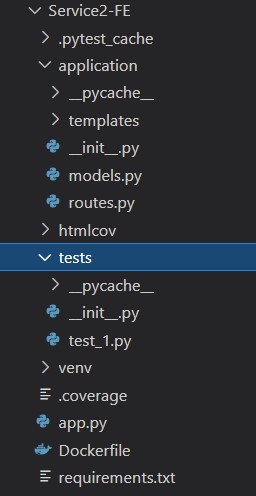 Service2-FE
.pytest_cache
application
__pycache__
templates
__init__.py
models.py
routes.py
htmlcov
tests
__pycache__
__init__.py
test_1.py
venv
.coverage
app.py
Dockerfile
requirements.txt